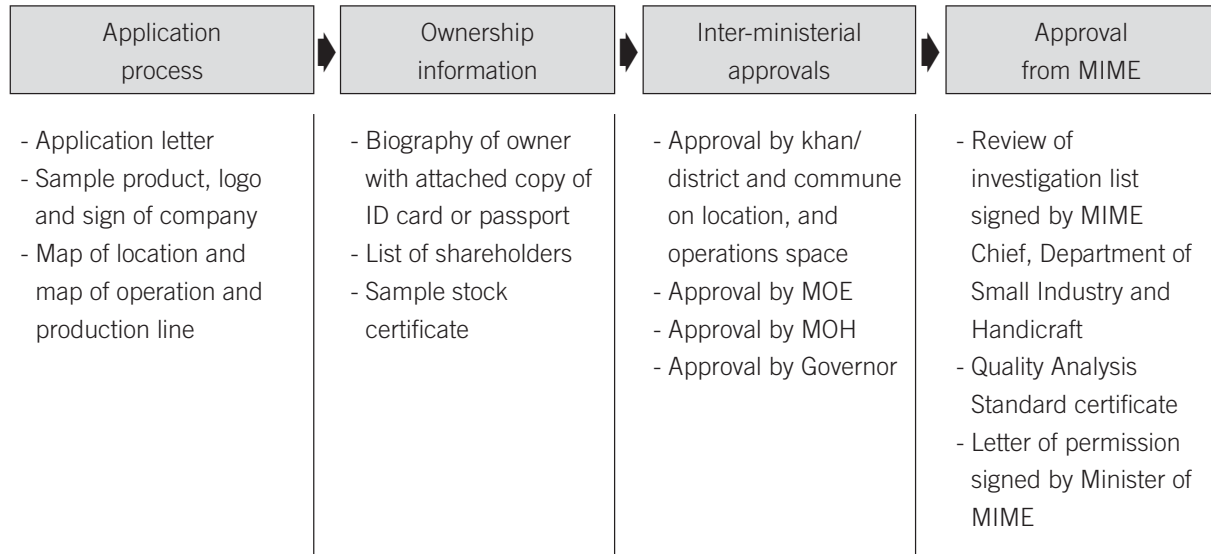 Application
process
Ownership
information
Inter-ministerial
approvals
Approval
from MIME
- Application letter
- Sample product, logo
and sign of company
- Map of location and
map of operation and
production line
- Biography of owner
with attached copy of
ID card or passport
- List of shareholders
- Sample stock
certificate
- Approval by khan/
district and commune
on location, and
operations space
- Approval by MOE
- Approval by MOH
- Approval by Governor
- Review of
investigation list
signed by MIME
Chief, Department of
Small Industry and
Handicraft
- Quality Analysis
Standard certificate
- Letter of permission
signed by Minister of
MIME